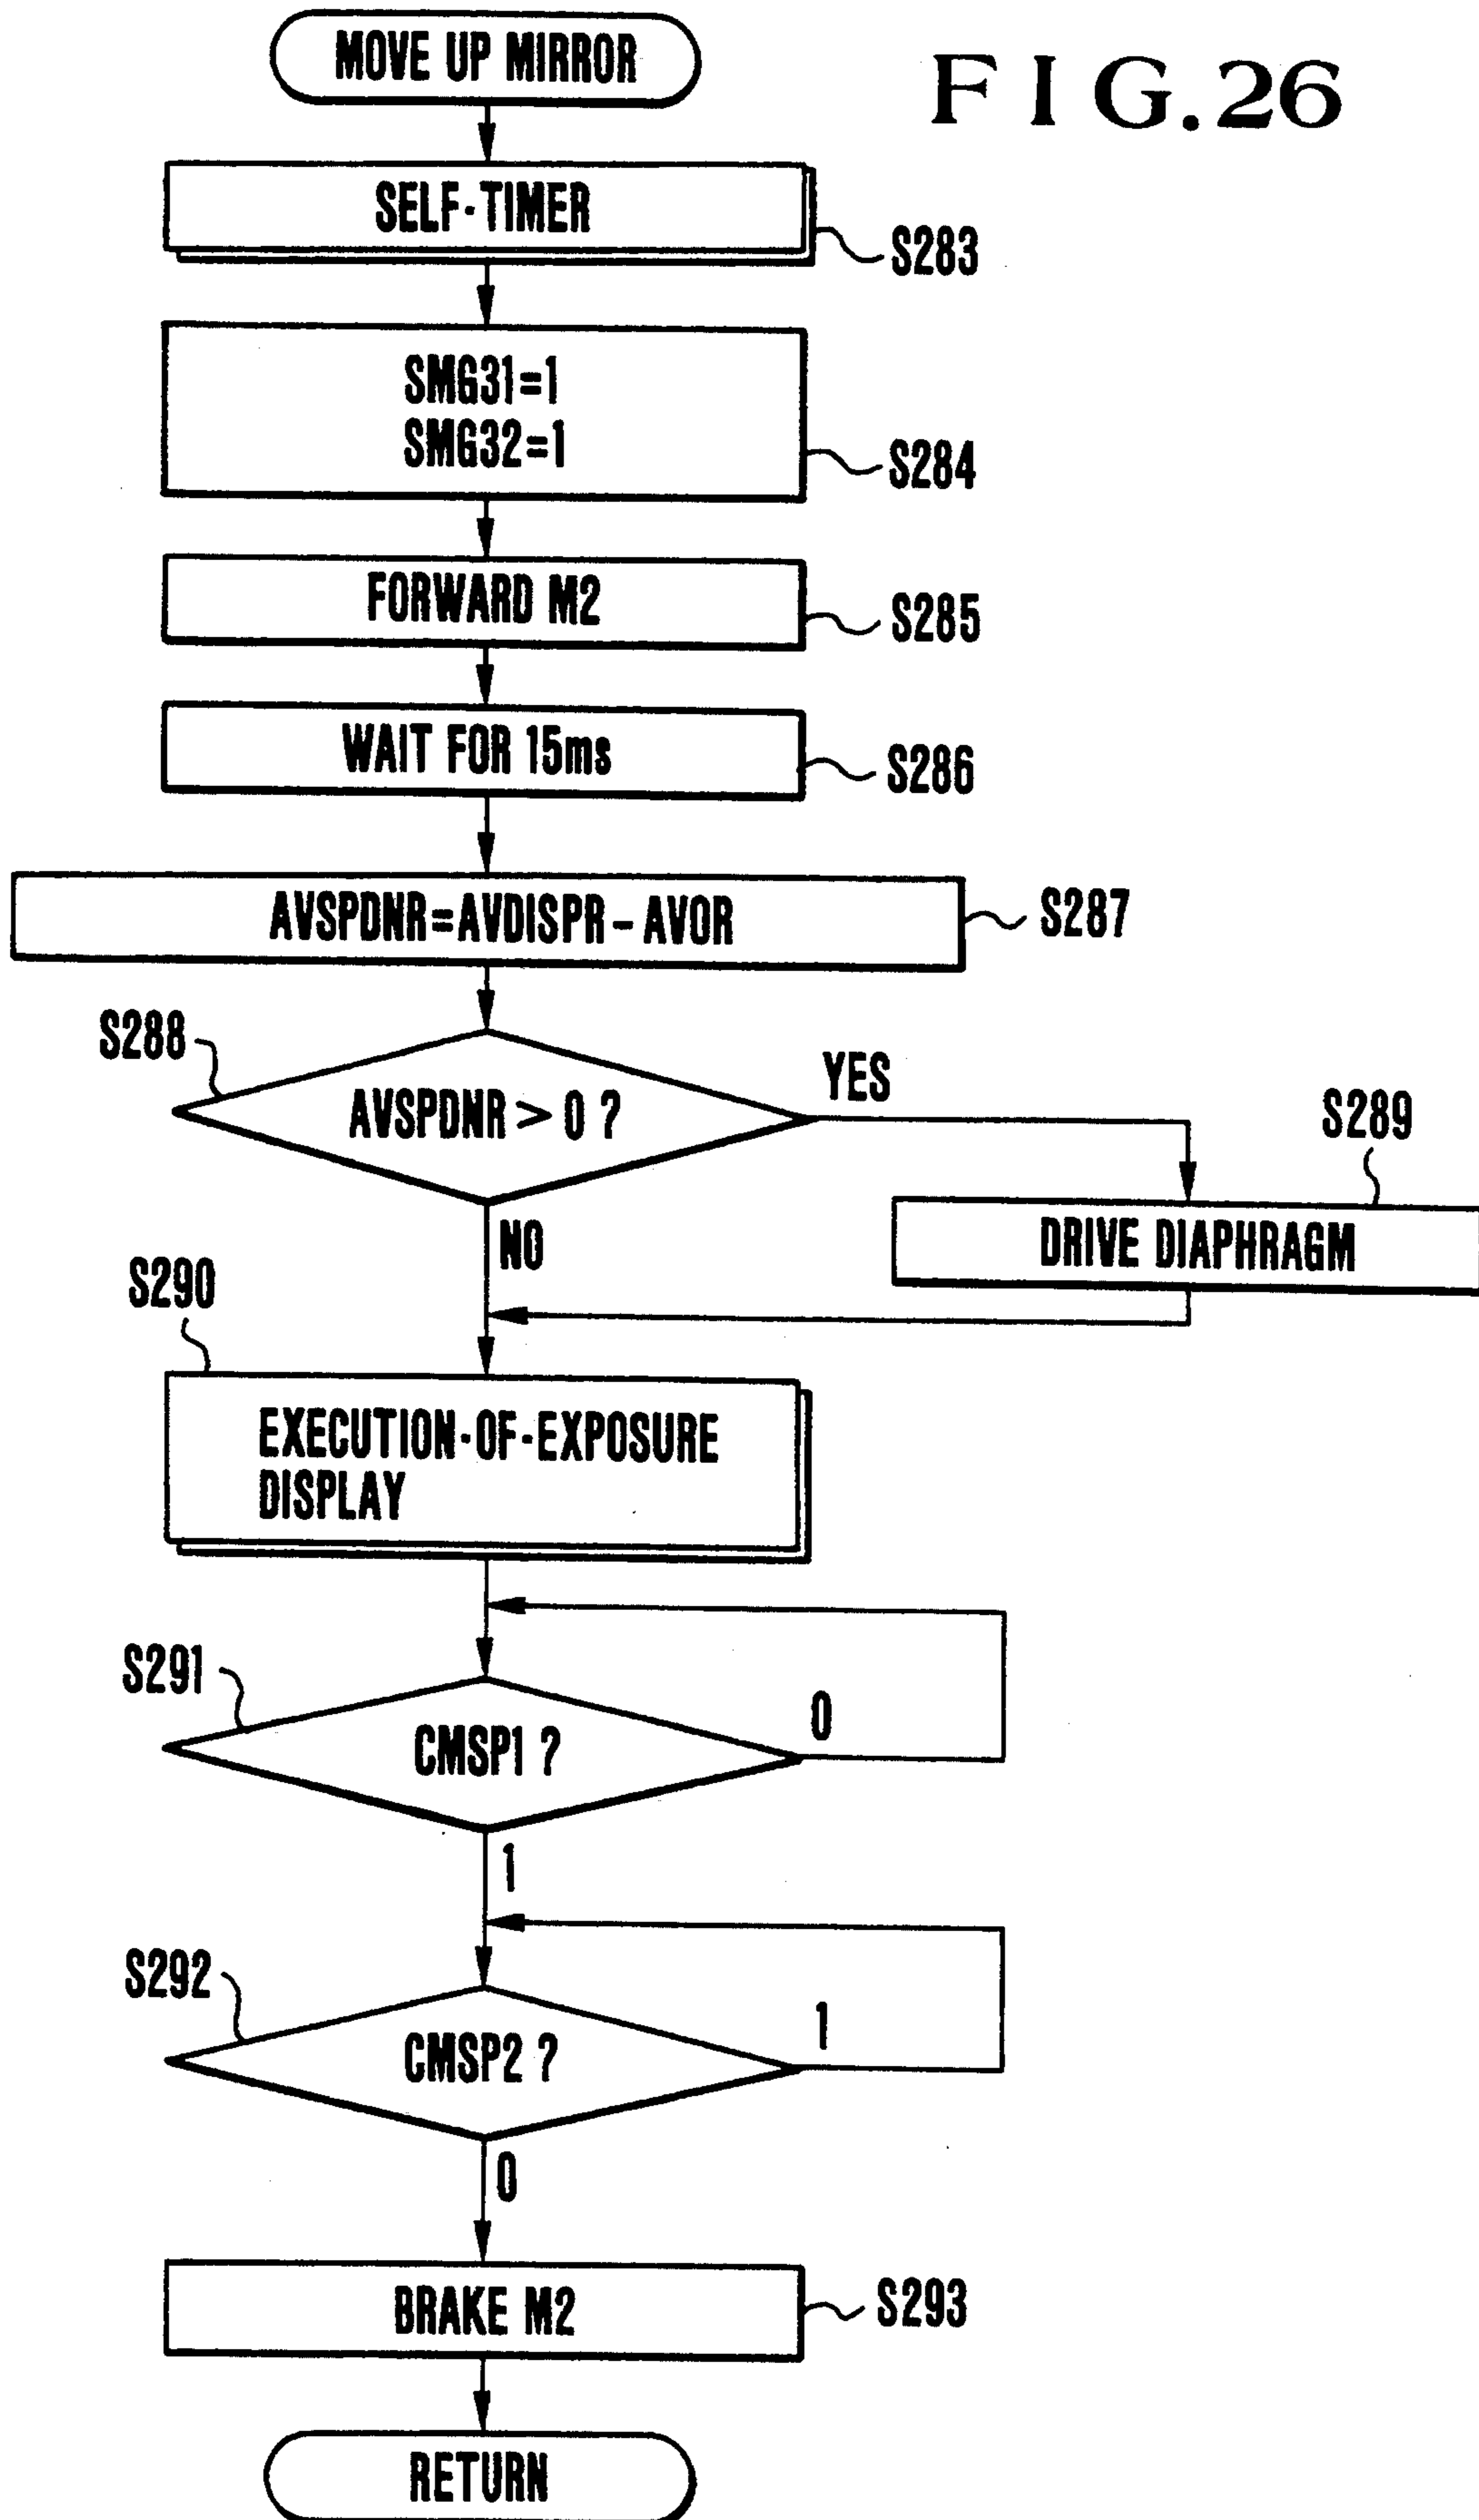 MOVE UP MIRROR
FIG.26
SELF-TIMER
S283
SMG31=1
SMG32=1
S284
FORWARD M2
S285
WAIT FOR 15ms
S286
AVSPDNR=AVDISPR-AVOR
S287
S288
AVSPDNR>0?
YES
S289
DRIVE DIAPHRAGM
NO
S290
EXECUTION-OF-EXPOSURE
DISPLAY
S291
CMSP1?
0
1
S292
CMSP2?
1
0
BRAKE M2
S293
RETURN